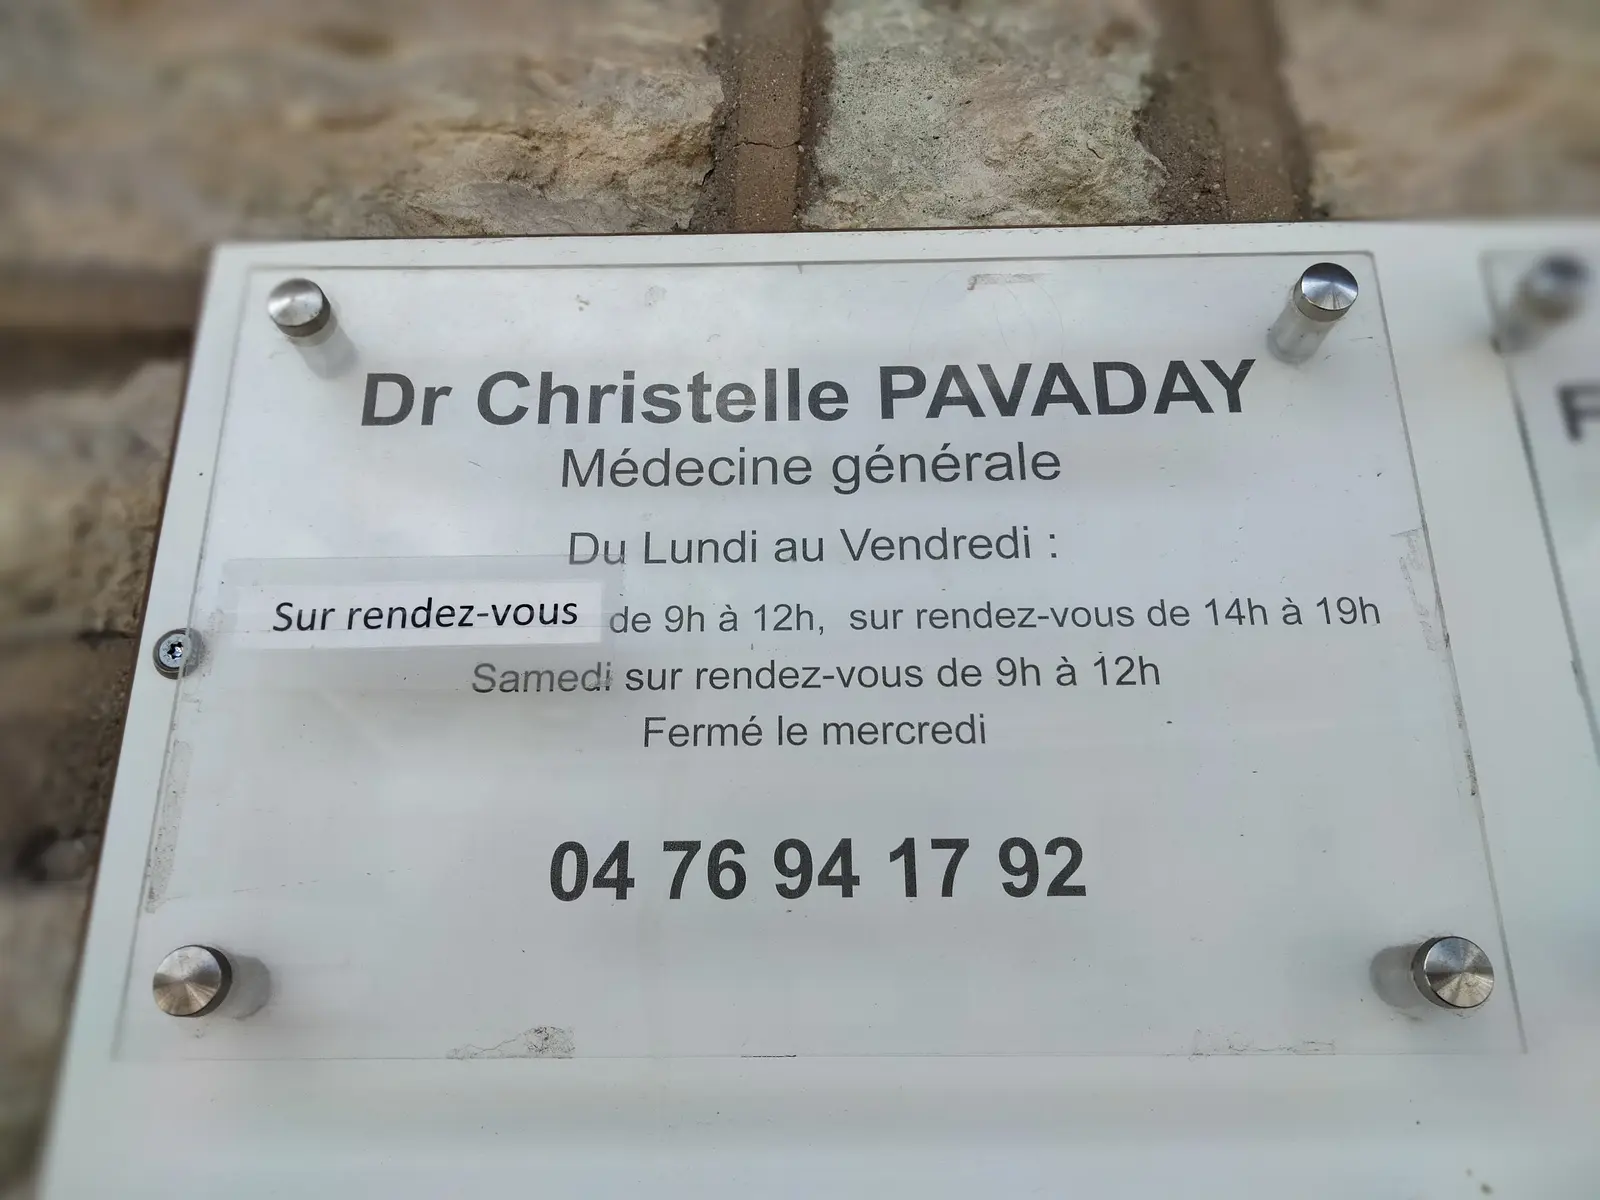 Dr Christelle PAVADAY
Médecine générale
Du Lundi au Vendredi :
Sur rendez-vous de 9h à 12h, sur rendez-vous de 14h à 19h
Samedi sur rendez-vous de 9h à 12h
Fermé le mercredi
04 76 94 17 92